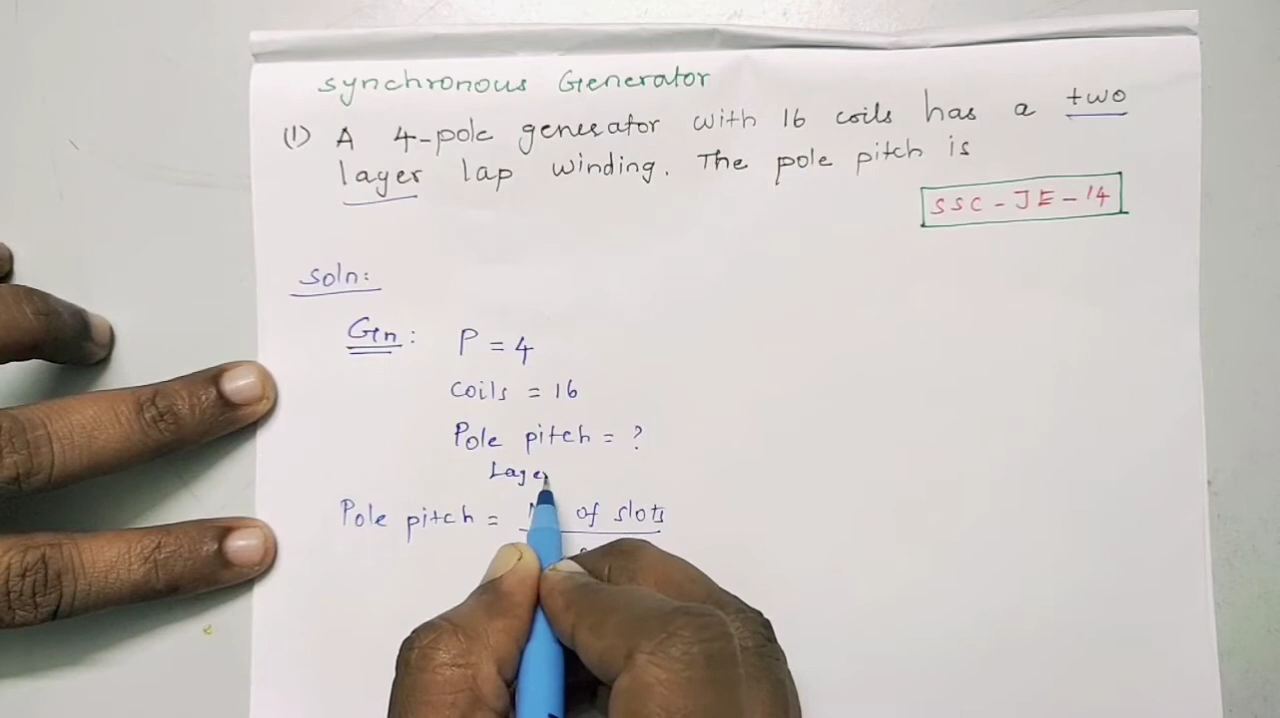 Synchronous Generator
(1) A 4-pole generator with 16 coils has a two
layer lap winding. The pole pitch is
SSC - JE - 14
Soln:
Gn: P = 4
Coils = 16
Pole pitch = ?
Laye
Pole pitch = of slots